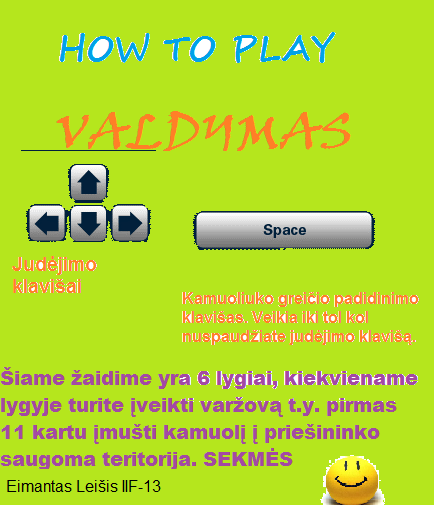 HOW TO PLAY
VALDYMAS
Space
Judėjimo
klavišai
Kamuoliuko greičio padidinimo
klavišas. Veikia iki tol kol
nuspaudžiate judėjimo klavišą.
Šiame žaidime yra 6 lygiai, kiekviename
lygyje turite įveikti varžovą t.y. pirmas
11 kartu įmušti kamuolį į priešininko
saugoma teritorija. SEKMĖS
Eimantas Leišis IIF-13